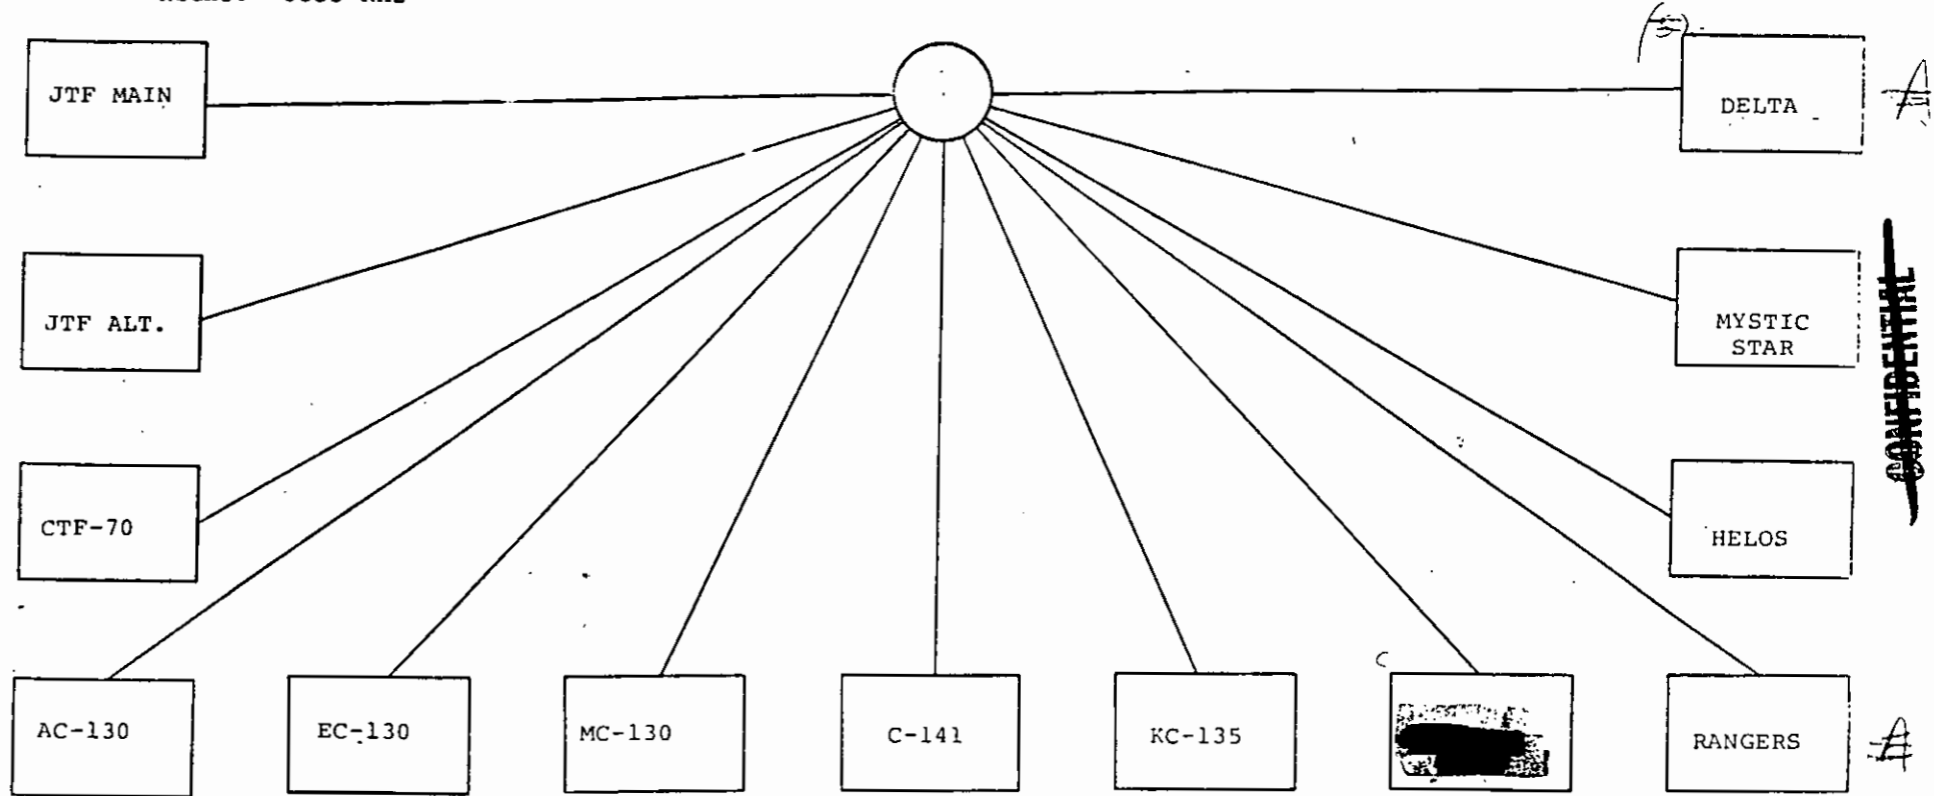 JTF MAIN
DELTA
JTF ALT.
MYSTIC
STAR
CONFIDENTIAL
CTF-70
HELOS
AC-130
EC-130
MC-130
C-141
KC-135
RANGERS